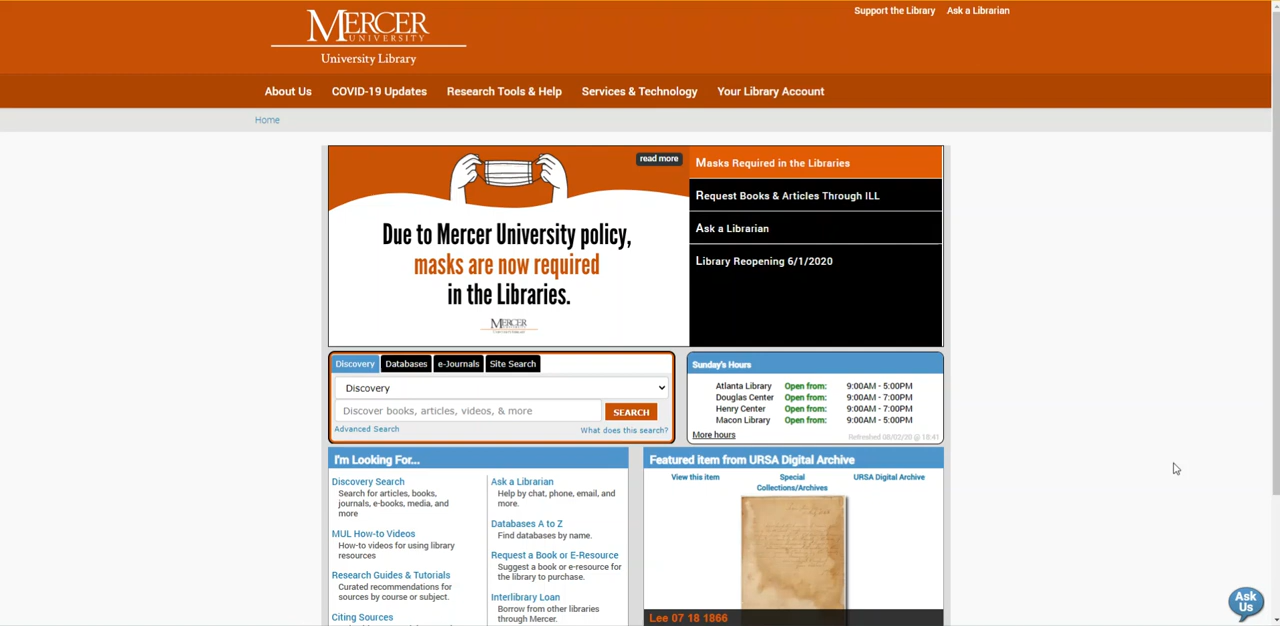 Support the Library Ask a Librarian
MERCER
UNIVERSITY
University Library
About Us COVID-19 Updates Research Tools & Help Services & Technology Your Library Account
Home
read more
Due to Mercer University policy,
masks are now required
in the Libraries.
MERCER
Masks Required in the Libraries
Request Books & Articles Through ILL
Ask a Librarian
Library Reopening 6/1/2020
Discovery Databases e-Journals Site Search
Discovery
Discover books, articles, videos, & more SEARCH
Advanced Search What does this search?
Sunday's Hours
Atlanta Library Open from: 9:00AM - 5:00PM
Douglas Center Open from: 9:00AM - 7:00PM
Henry Center Open from: 9:00AM - 7:00PM
Macon Library Open from: 9:00AM - 5:00PM
More hours Refreshed 08/02/20 @ 18:41
I'm Looking For...
Discovery Search
Search for articles, books,
journals, e-books, media, and
more
MUL How-to Videos
How-to videos for using library
resources
Research Guides & Tutorials
Curated recommendations for
sources by course or subject.
Citing Sources
Ask a Librarian
Help by chat, phone, email, and
more.
Databases A to Z
Find databases by name.
Request a Book or E-Resource
Suggest a book or e-resource for
the library to purchase.
Interlibrary Loan
Borrow from other libraries
through Mercer.
Featured item from URSA Digital Archive
View this item Special
Collections/Archives URSA Digital Archive
Lee 07 18 1866
Ask
Us